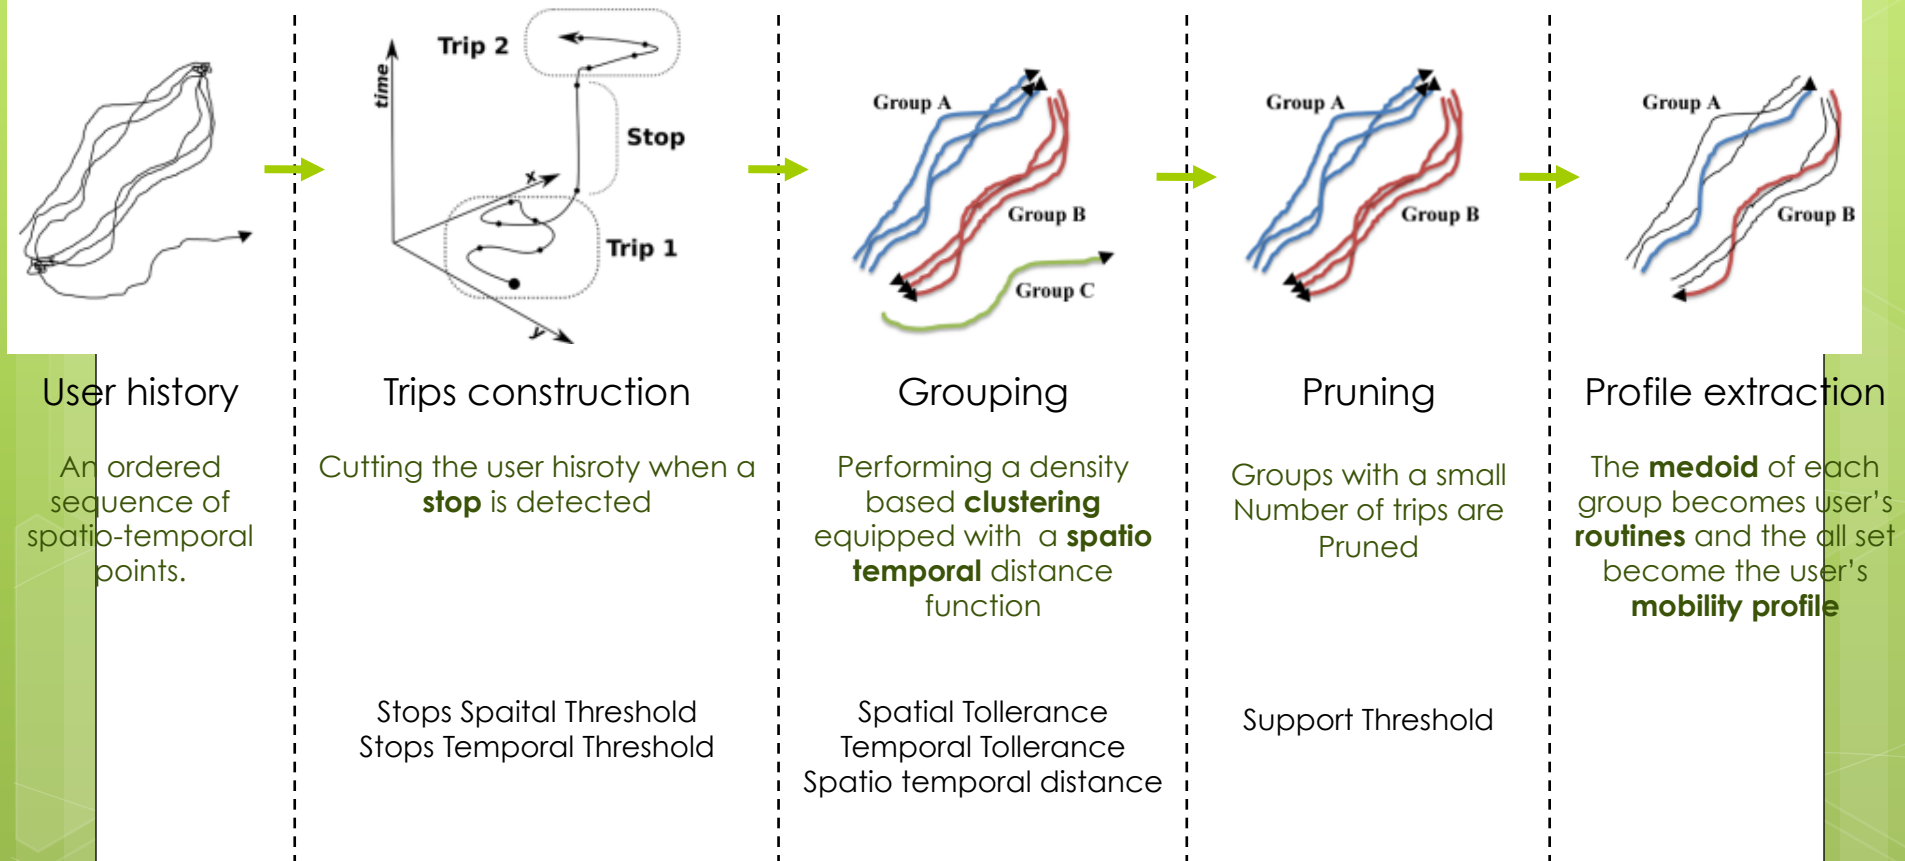 time
Trip 2
Stop
x
Trip 1
y
Group A
Group B
Group C
Group A
Group B
Group A
Group B
User history
An ordered
sequence of
spatio-temporal
points.
Trips construction
Cutting the user hisroty when a
stop is detected
Stops Spaital Threshold
Stops Temporal Threshold
Grouping
Performing a density
based clustering
equipped with a spatio
temporal distance
function
Spatial Tollerance
Temporal Tollerance
Spatio temporal distance
Pruning
Groups with a small
Number of trips are
Pruned
Support Threshold
Profile extraction
The medoid of each
group becomes user's
routines and the all set
become the user's
mobility profile